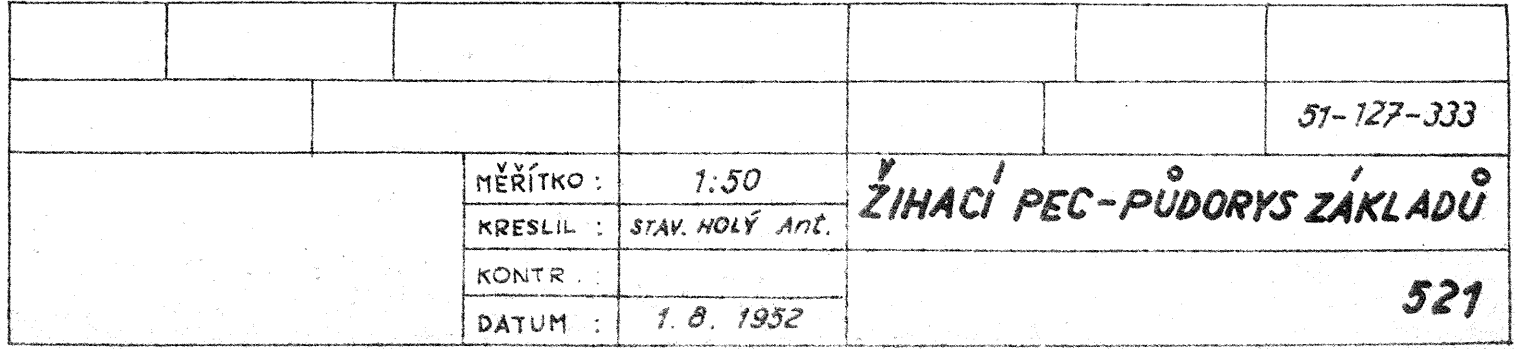 51-127-333
MĚŘÍTKO : 1:50
ŽIHACÍ PEC-PŮDORYS ZÁKLADŮ
KRESLIL : STAV. HOLÝ Ant.
KONTR. :
521
DATUM : 1. 8. 1952